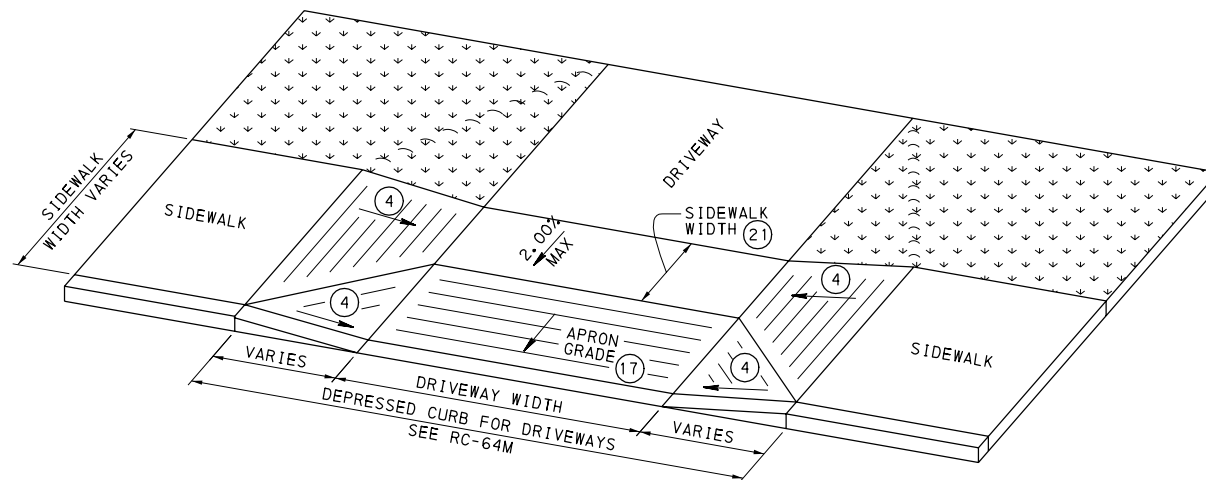 SIDEWALK
WIDTH VARIES
SIDEWALK
4
4
DRIVEWAY
2.00%
MAX
SIDEWALK
WIDTH 21
4
4
APRON
GRADE 17
SIDEWALK
VARIES
DRIVEWAY WIDTH
VARIES
DEPRESSED CURB FOR DRIVEWAYS
SEE RC-64M